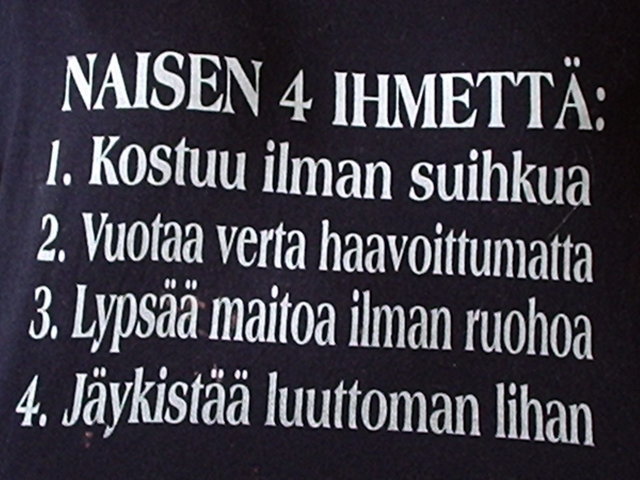 NAISEN 4 IHMETTÄ:
1. Kostuu ilman suihkua
2. Vuotaa verta haavoittumatta
3. Lypsää maitoa ilman ruohoa
4. Jäykistää luuttoman lihan